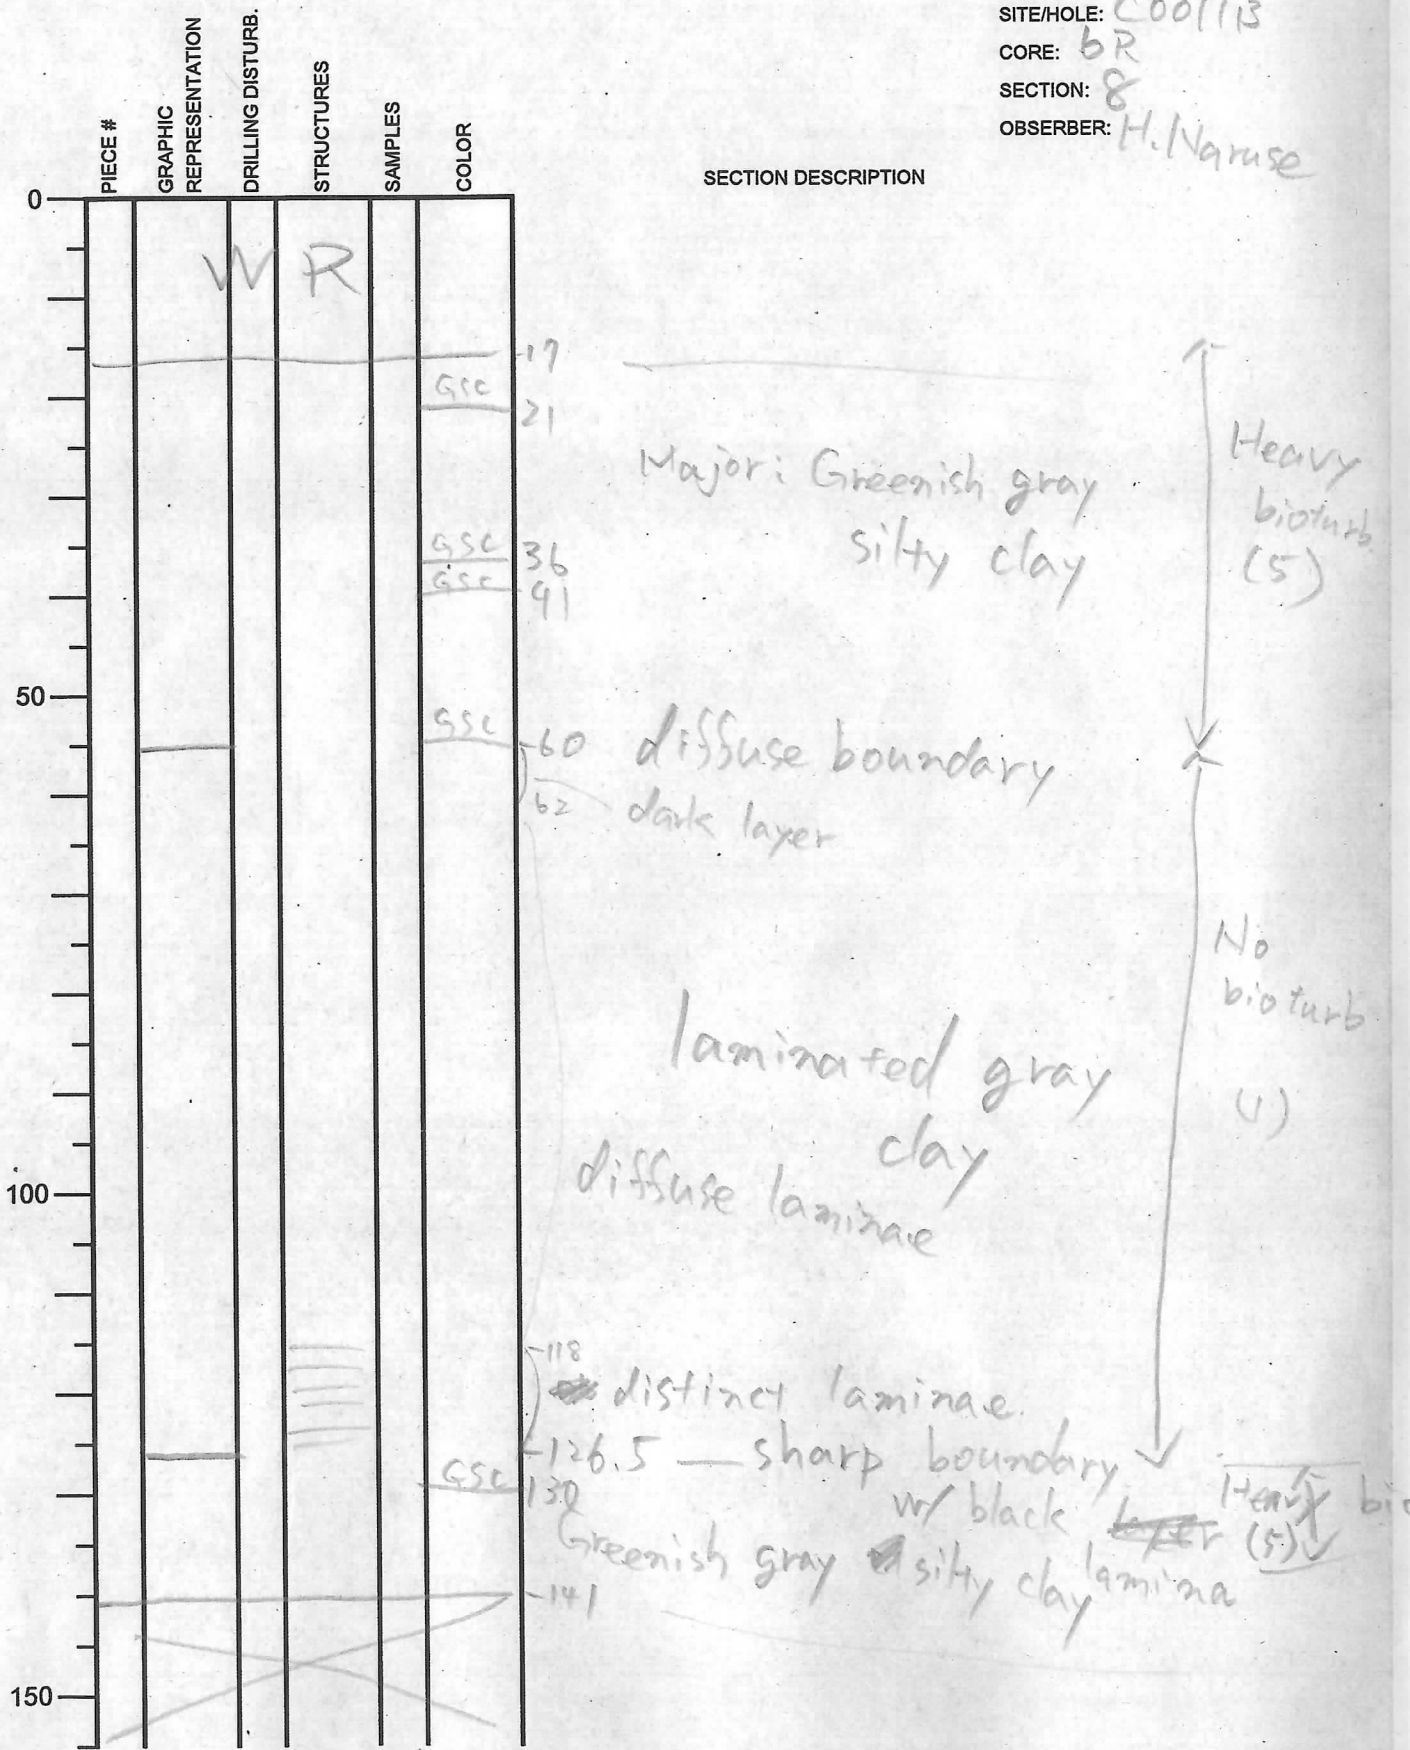 SITE/HOLE: C0011B
CORE: 6R
SECTION: 8
OBSERBER: H. Naruse
PIECE #
GRAPHIC REPRESENTATION
DRILLING DISTURB.
STRUCTURES
SAMPLES
COLOR
SECTION DESCRIPTION
0
WR
17
GSC
21
Major: Greenish gray
silty clay
Heavy
bioturb.
(5)
GSC 36
GSC 41
50
GSC
60 diffuse boundary
62 dark layer
No
bioturb
(1)
laminated gray
clay
100
diffuse laminae
118
distinct laminae.
126.5 — sharp boundary
GSC 130
w/ black layer lamina
Heavy bio
(5)
Greenish gray silty clay
141
150